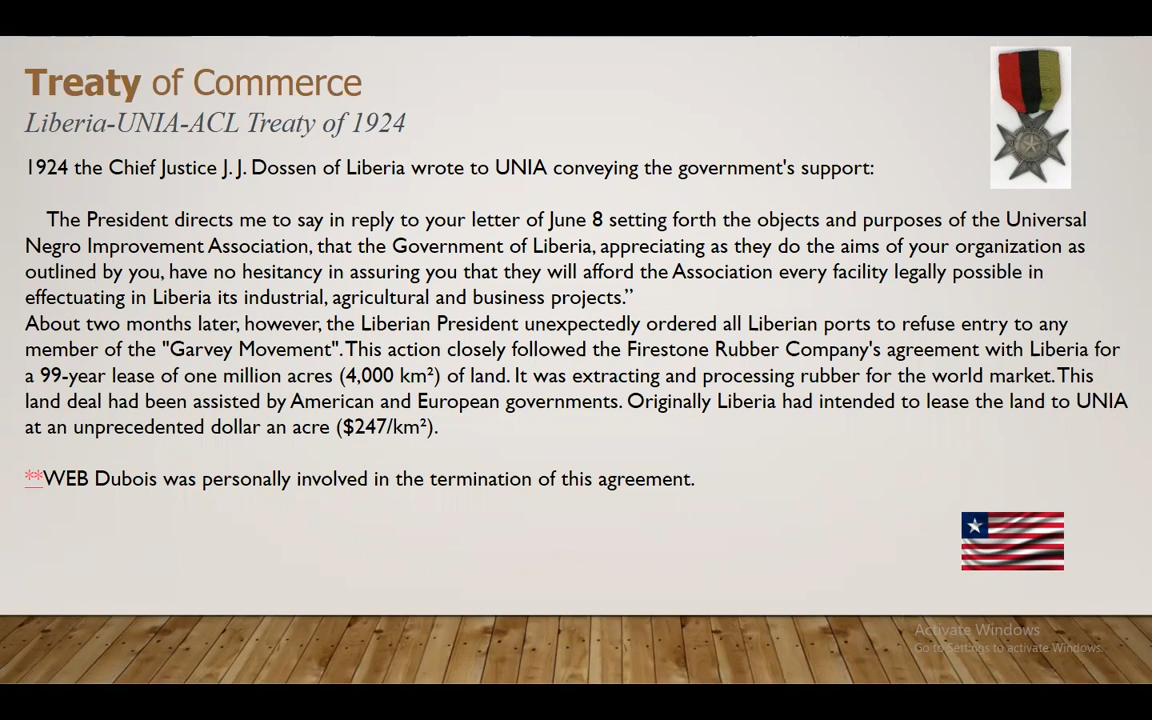 Treaty of Commerce
Liberia-UNIA-ACL Treaty of 1924
1924 the Chief Justice J. J. Dossen of Liberia wrote to UNIA conveying the government's support:
The President directs me to say in reply to your letter of June 8 setting forth the objects and purposes of the Universal
Negro Improvement Association, that the Government of Liberia, appreciating as they do the aims of your organization as
outlined by you, have no hesitancy in assuring you that they will afford the Association every facility legally possible in
effectuating in Liberia its industrial, agricultural and business projects.”
About two months later, however, the Liberian President unexpectedly ordered all Liberian ports to refuse entry to any
member of the "Garvey Movement". This action closely followed the Firestone Rubber Company's agreement with Liberia for
a 99-year lease of one million acres (4,000 km²) of land. It was extracting and processing rubber for the world market. This
land deal had been assisted by American and European governments. Originally Liberia had intended to lease the land to UNIA
at an unprecedented dollar an acre ($247/km²).
**WEB Dubois was personally involved in the termination of this agreement.
Activate Windows
Go to Settings to activate Windows.